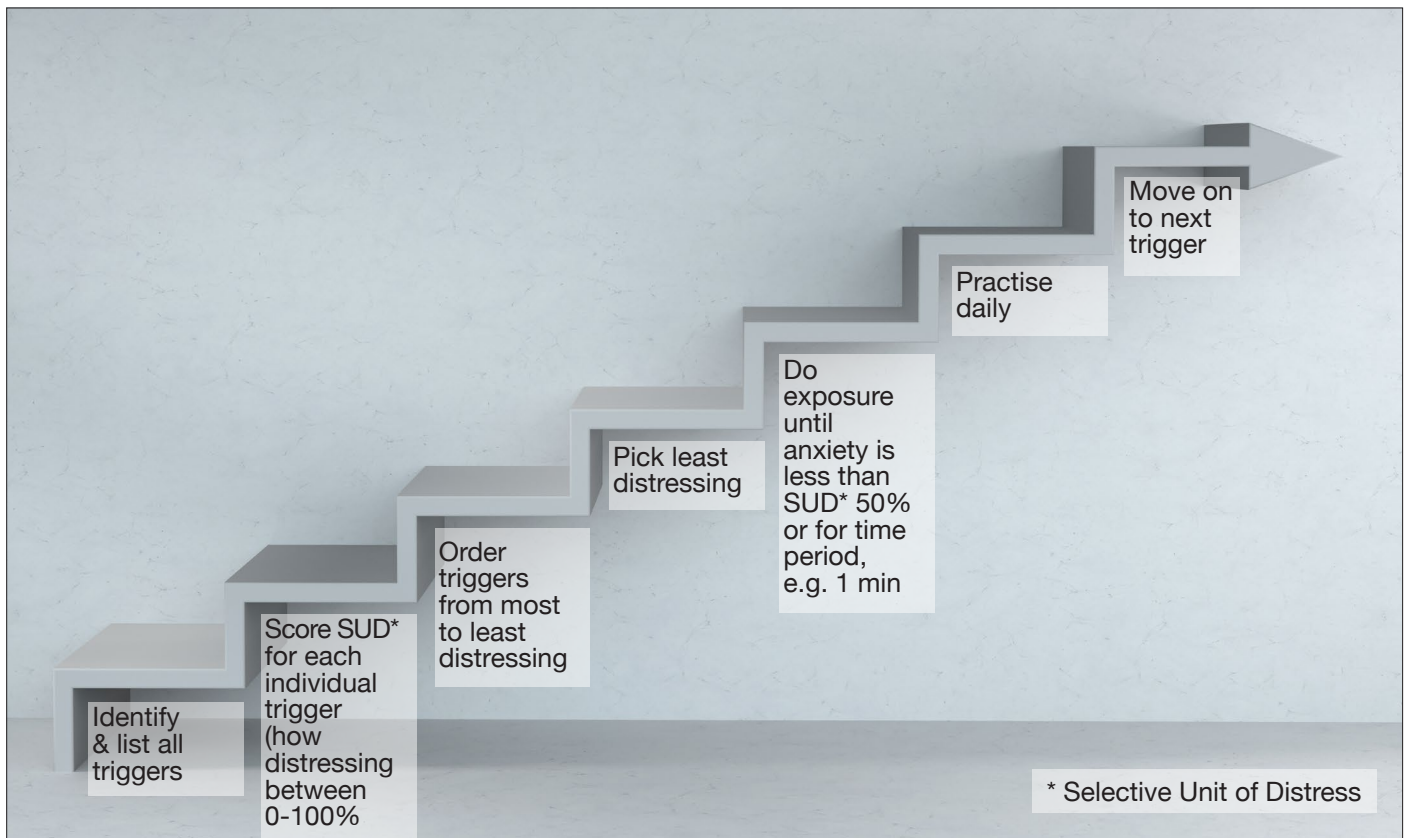 Identify
& list all
triggers
Score SUD*
for each
individual
trigger
(how
distressing
between
0-100%
Order
triggers
from most
to least
distressing
Pick least
distressing
Do
exposure
until
anxiety is
less than
SUD* 50%
or for time
period,
e.g. 1 min
Practise
daily
Move on
to next
trigger
* Selective Unit of Distress